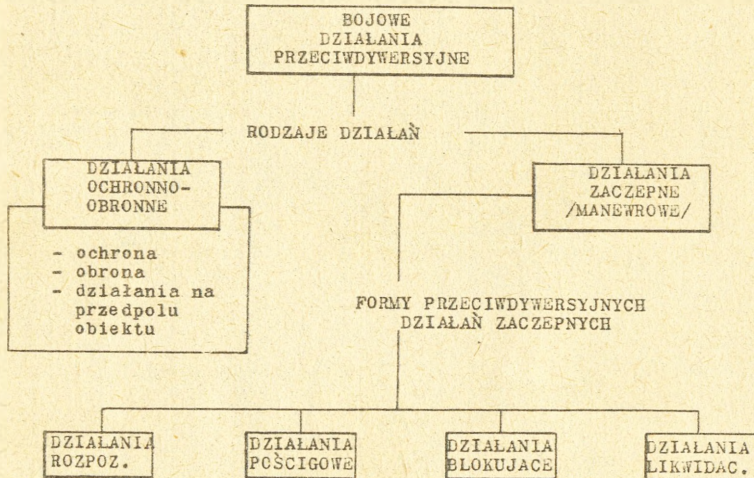 BOJOWE
DZIAŁANIA
PRZECIWDYWERSYJNE
RODZAJE DZIAŁAŃ
DZIAŁANIA
OCHRONNO-
OBRONNE
- ochrona
- obrona
- działania na
przedpolu
obiektu
DZIAŁANIA
ZACZEPNE
/MANEWROWE/
FORMY PRZECIWDYWERSYJNYCH
DZIAŁAŃ ZACZEPNYCH
DZIAŁANIA
ROZPOZ.
DZIAŁANIA
POŚCIGOWE
DZIAŁANIA
BLOKUJACE
DZIAŁANIA
LIKWIDAC.